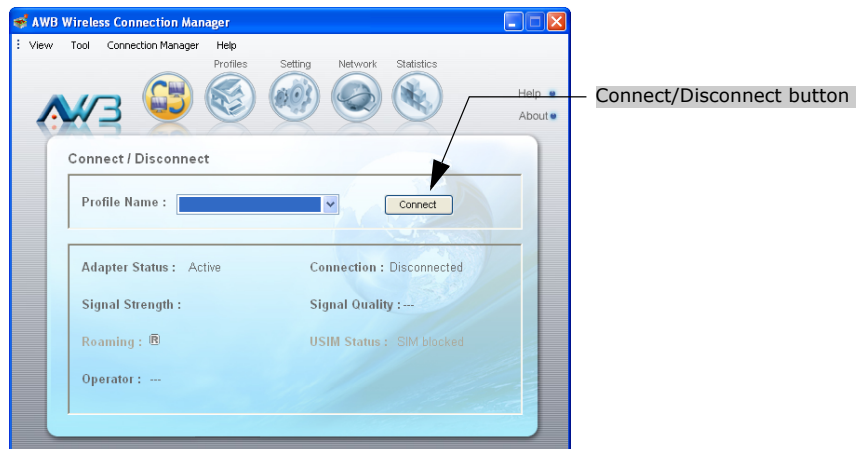 AWB Wireless Connection Manager
View Tool Connection Manager Help
Profiles Setting Network Statistics
AWB
Help
About
Connect/Disconnect button
Connect / Disconnect
Profile Name :
Connect
Adapter Status : Active
Connection : Disconnected
Signal Strength :
Signal Quality : ---
Roaming : R
USIM Status : SIM blocked
Operator : ---